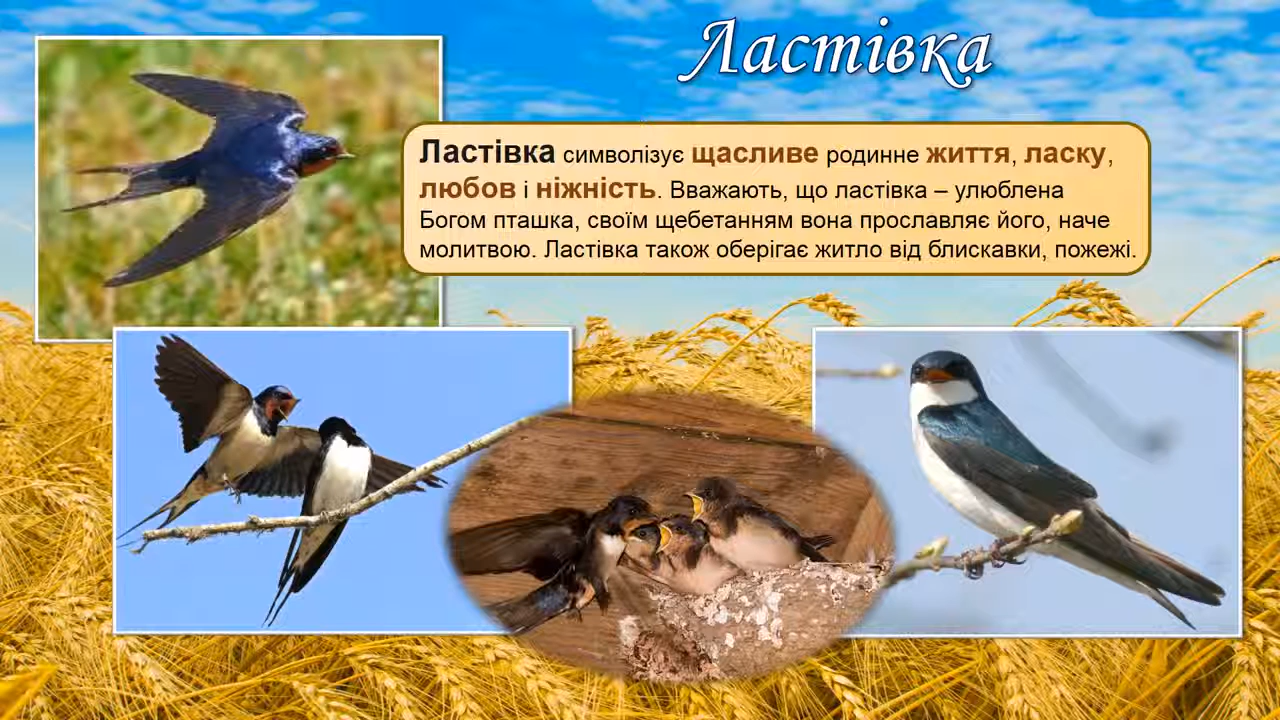 Ластівка
Ластівка символізує щасливе родинне життя, ласку,
любов і ніжність. Вважають, що ластівка – улюблена
Богом пташка, своїм щебетанням вона прославляє його, наче
молитвою. Ластівка також оберігає житло від блискавки, пожежі.